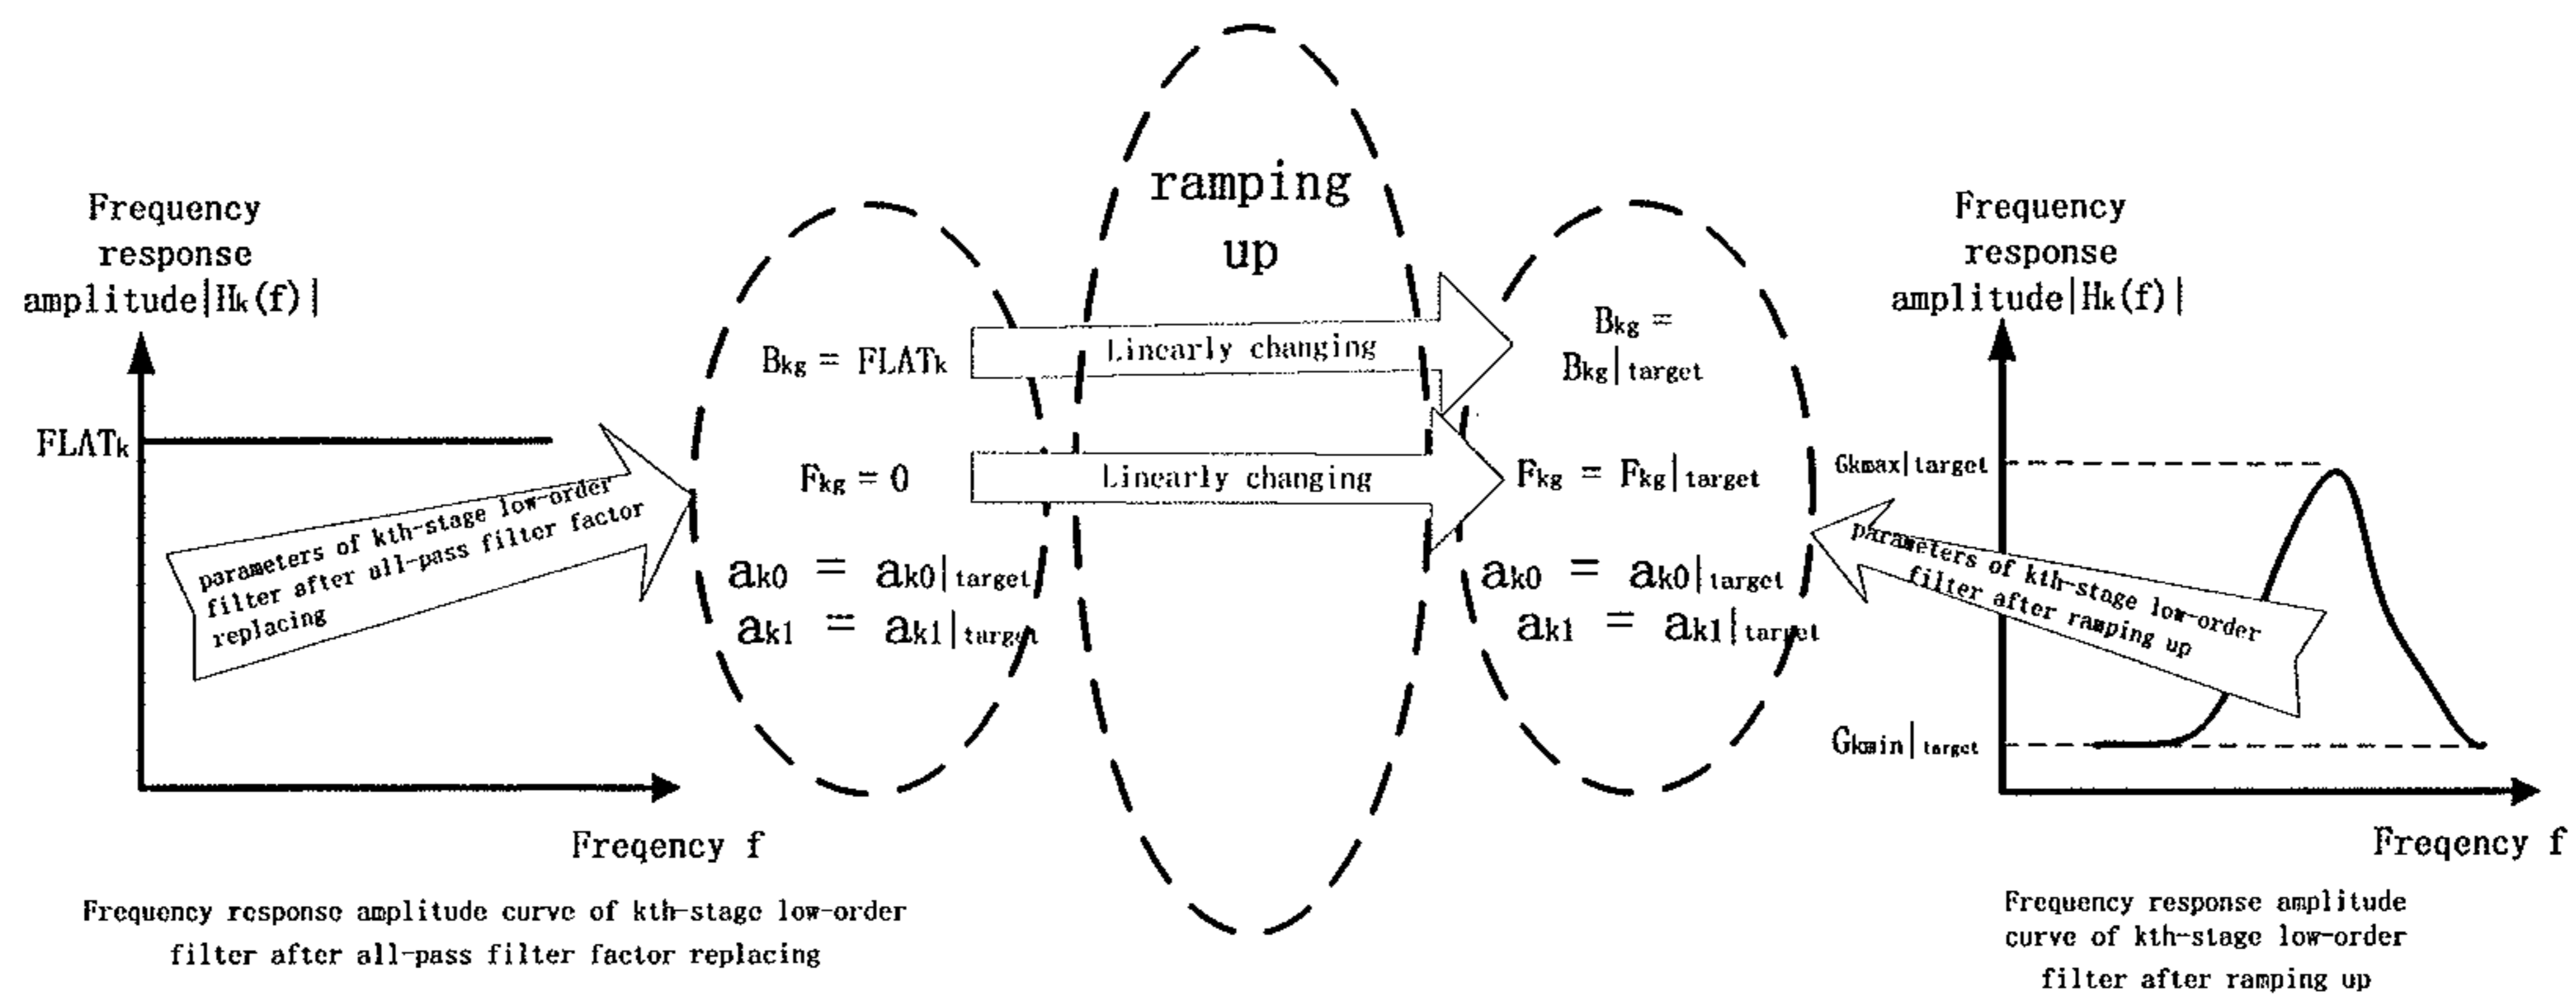 Frequency
response
amplitude|Hk(f)|
FLATk
parameters of kth-stage low-order
filter after all-pass filter factor
replacing
Freqency f
Frequency response amplitude curve of kth-stage low-order
filter after all-pass filter factor replacing
Bkg = FLATk
Fkg = 0
ak0 = ak0|target
ak1 = ak1|target
ramping
up
Linearly changing
Linearly changing
Bkg =
Bkg|target
Fkg = Fkg|target
ak0 = ak0|target
ak1 = ak1|target
Frequency
response
amplitude|Hk(f)|
Gkmax|target
parameters of kth-stage low-order
filter after ramping up
Gkmin|target
Freqency f
Frequency response amplitude
curve of kth-stage low-order
filter after ramping up